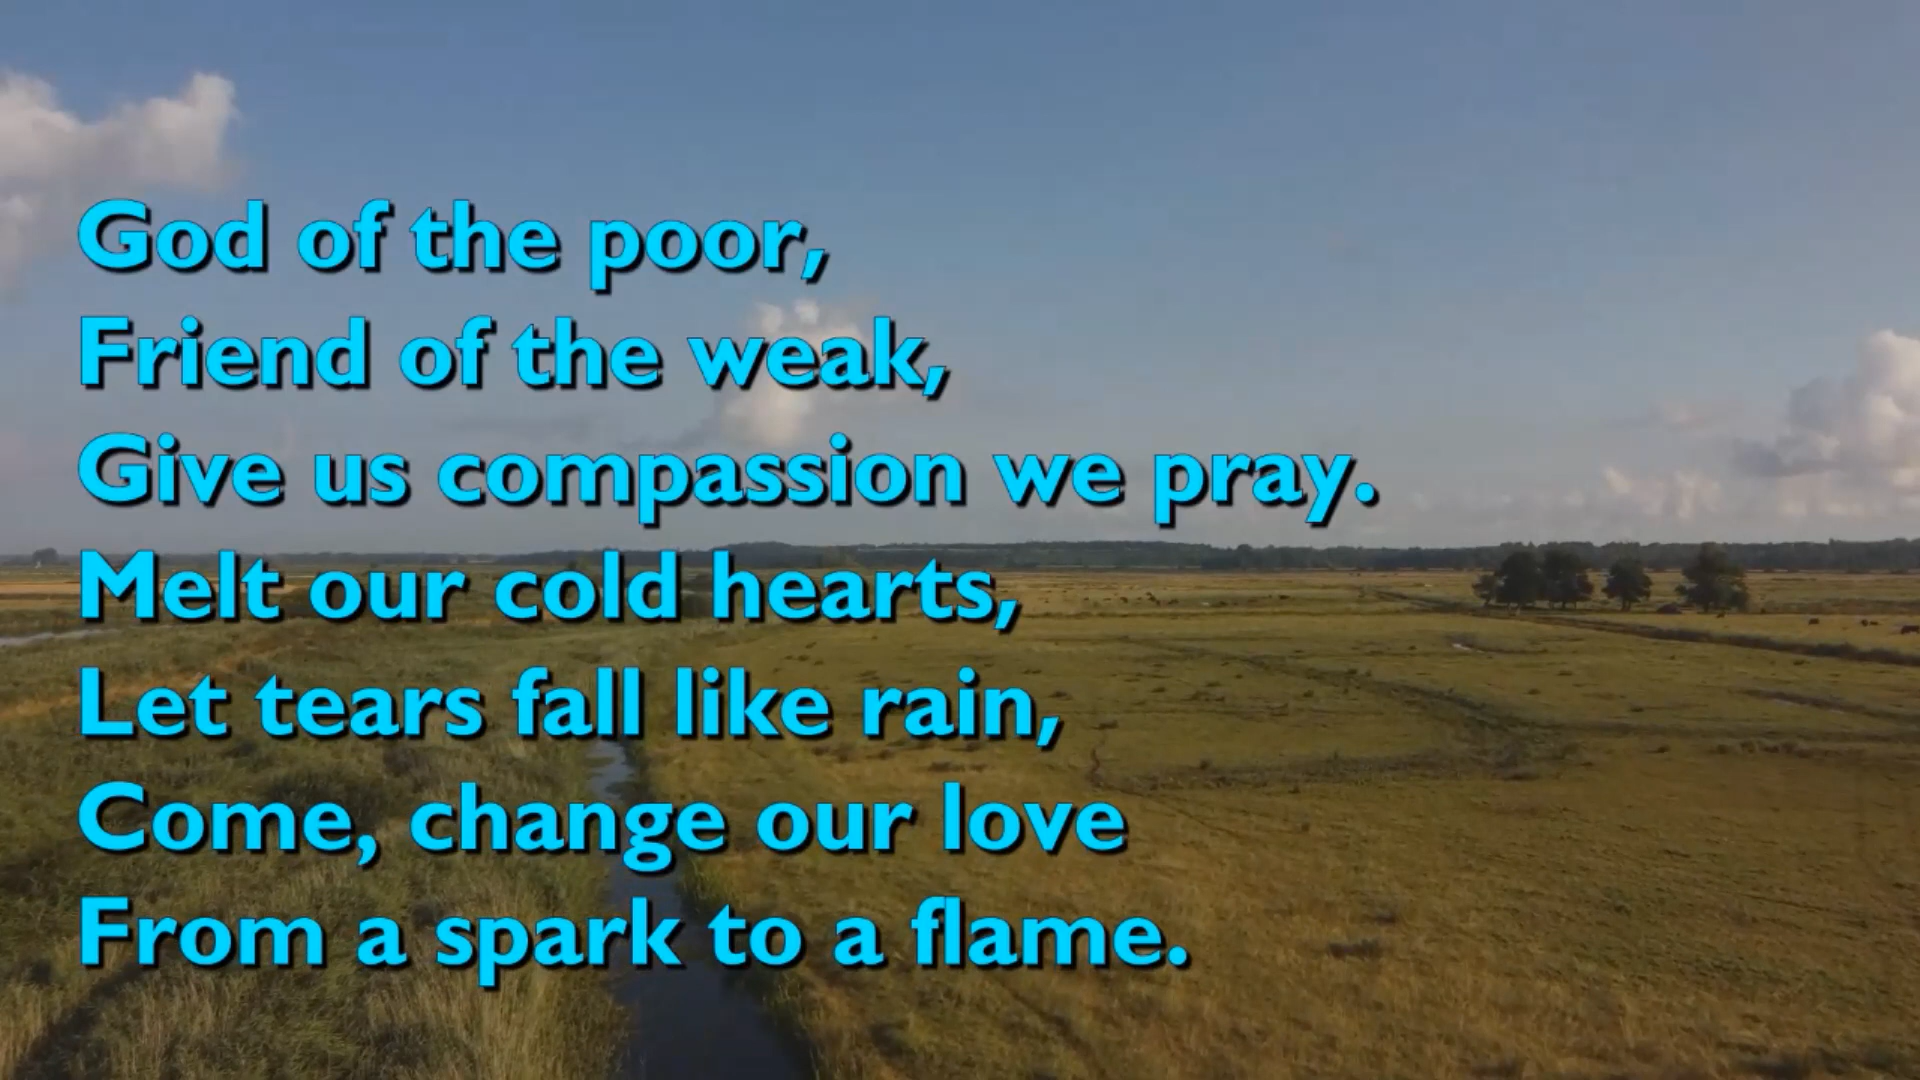 God of the poor,
Friend of the weak,
Give us compassion we pray.
Melt our cold hearts,
Let tears fall like rain,
Come, change our love
From a spark to a flame.